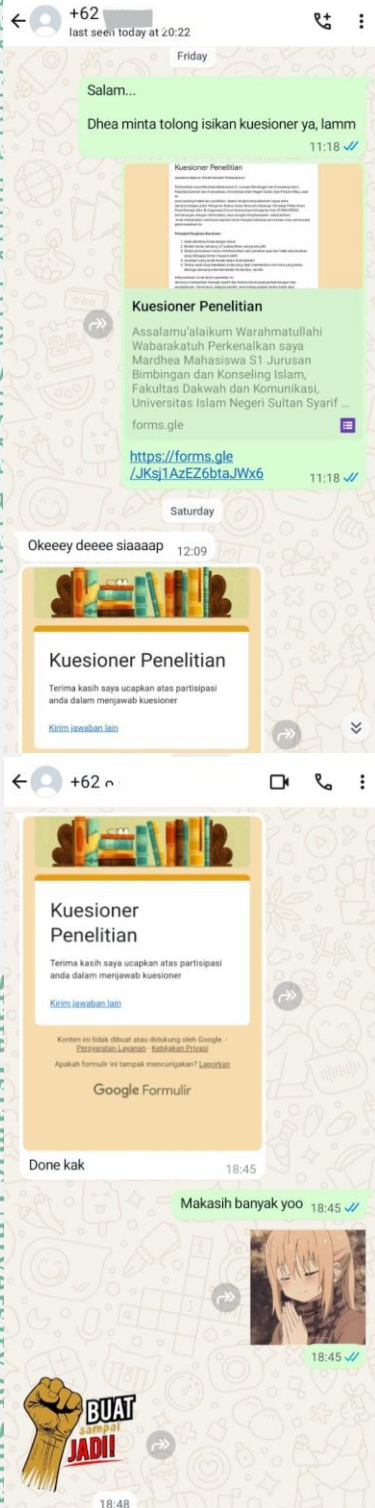 +62
last seen today at 20:22
Friday
Salam...
Dhea minta tolong isikan kuesioner ya, lamm
11:18
Kuesioner Penelitian
Kuesioner Penelitian
Assalamu'alaikum Warahmatullahi
Wabarakatuh Perkenalkan saya
Mardhea Mahasiswa S1 Jurusan
Bimbingan dan Konseling Islam,
Fakultas Dakwah dan Komunikasi,
Universitas Islam Negeri Sultan Syarif ...
forms.gle
https://forms.gle
/JKsj1AzEZ6btaJWx6
11:18
Saturday
Okeeey deeee siaaaap 12:09
Kuesioner Penelitian
Terima kasih saya ucapkan atas partisipasi
anda dalam menjawab kuesioner
Kirim jawaban lain
+62
Kuesioner
Penelitian
Terima kasih saya ucapkan atas partisipasi
anda dalam menjawab kuesioner
Kirim jawaban lain
Konten ini tidak dibuat atau didukung oleh Google. -
Persyaratan Layanan - Kebijakan Privasi
Apakah formulir ini tampak mencurigakan? Laporkan
Google Formulir
Done kak
18:45
Makasih banyak yoo 18:45
18:45
BUAT
sampai
JADI!
18:48